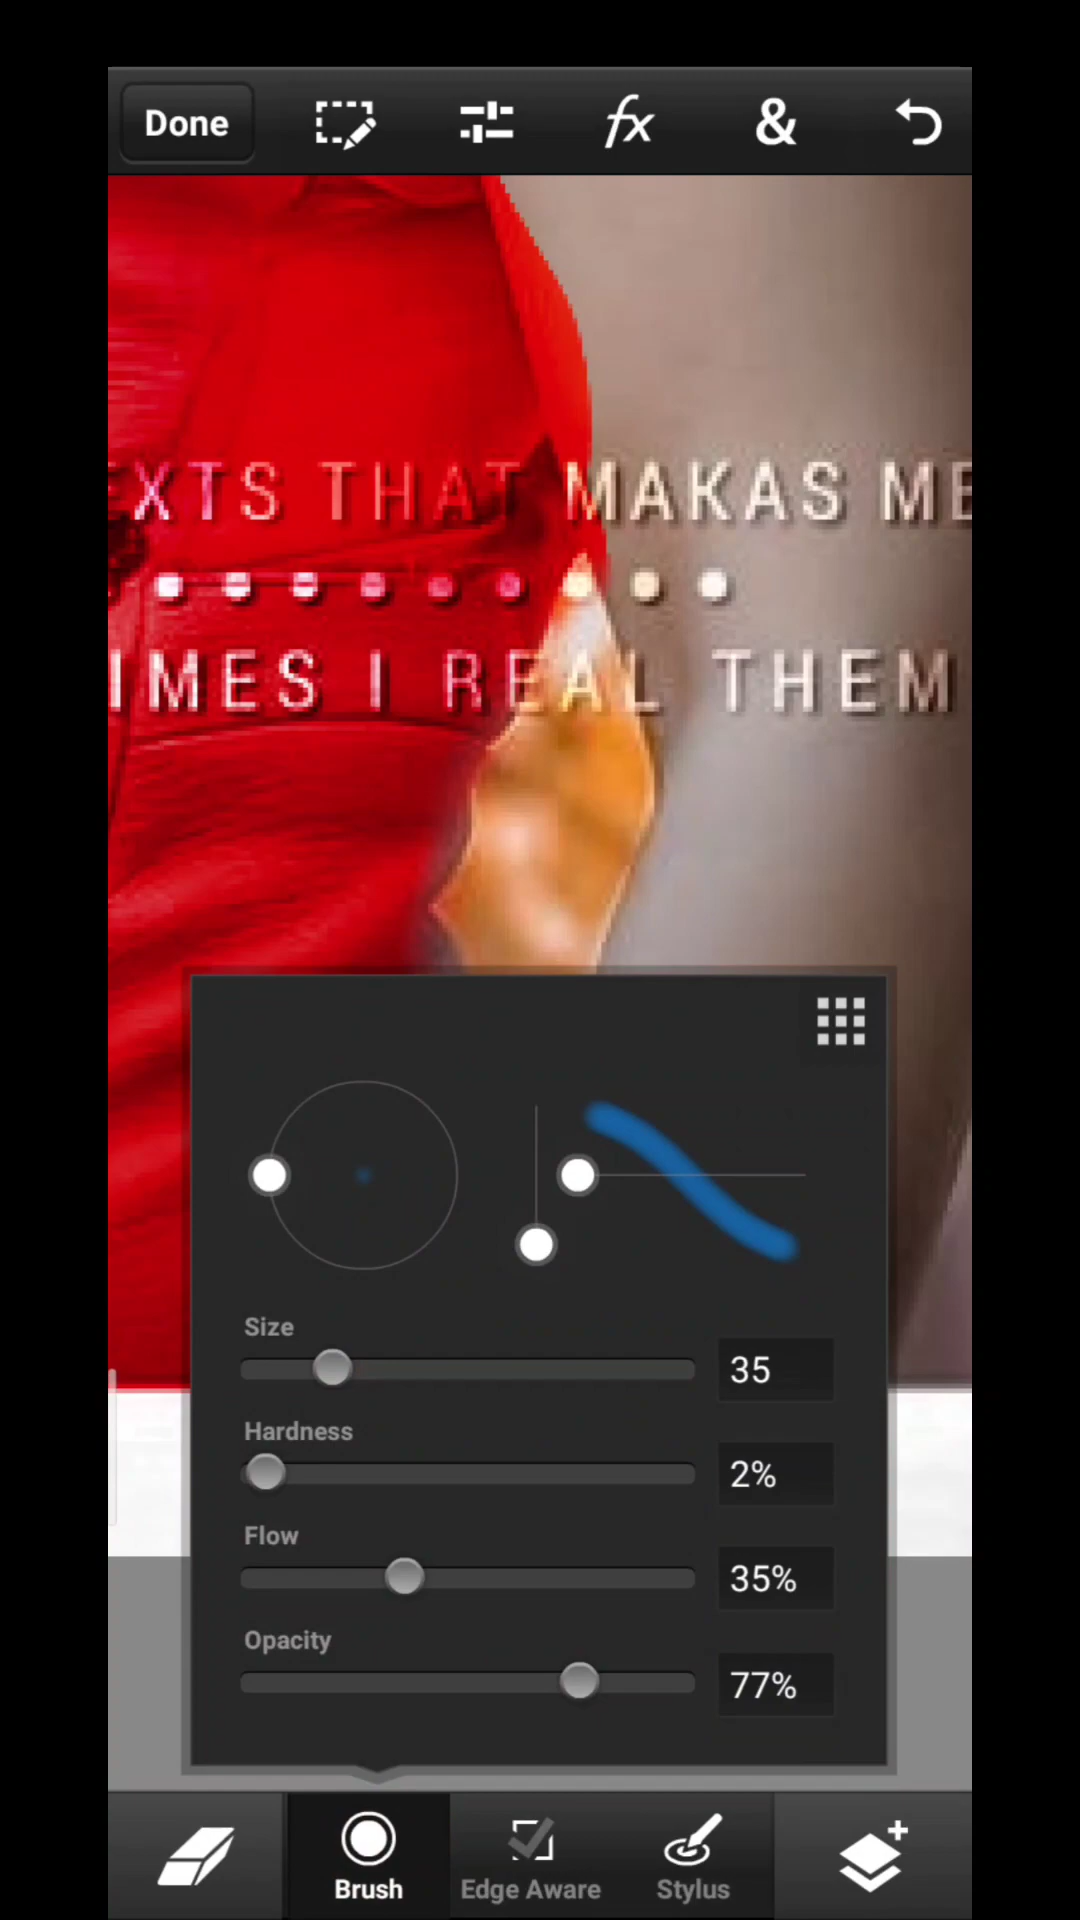 Done fx &
EXTS THAT MAKAS ME
IMES I REAL THEM
Size
35
Hardness
2%
Flow
35%
Opacity
77%
Brush Edge Aware Stylus